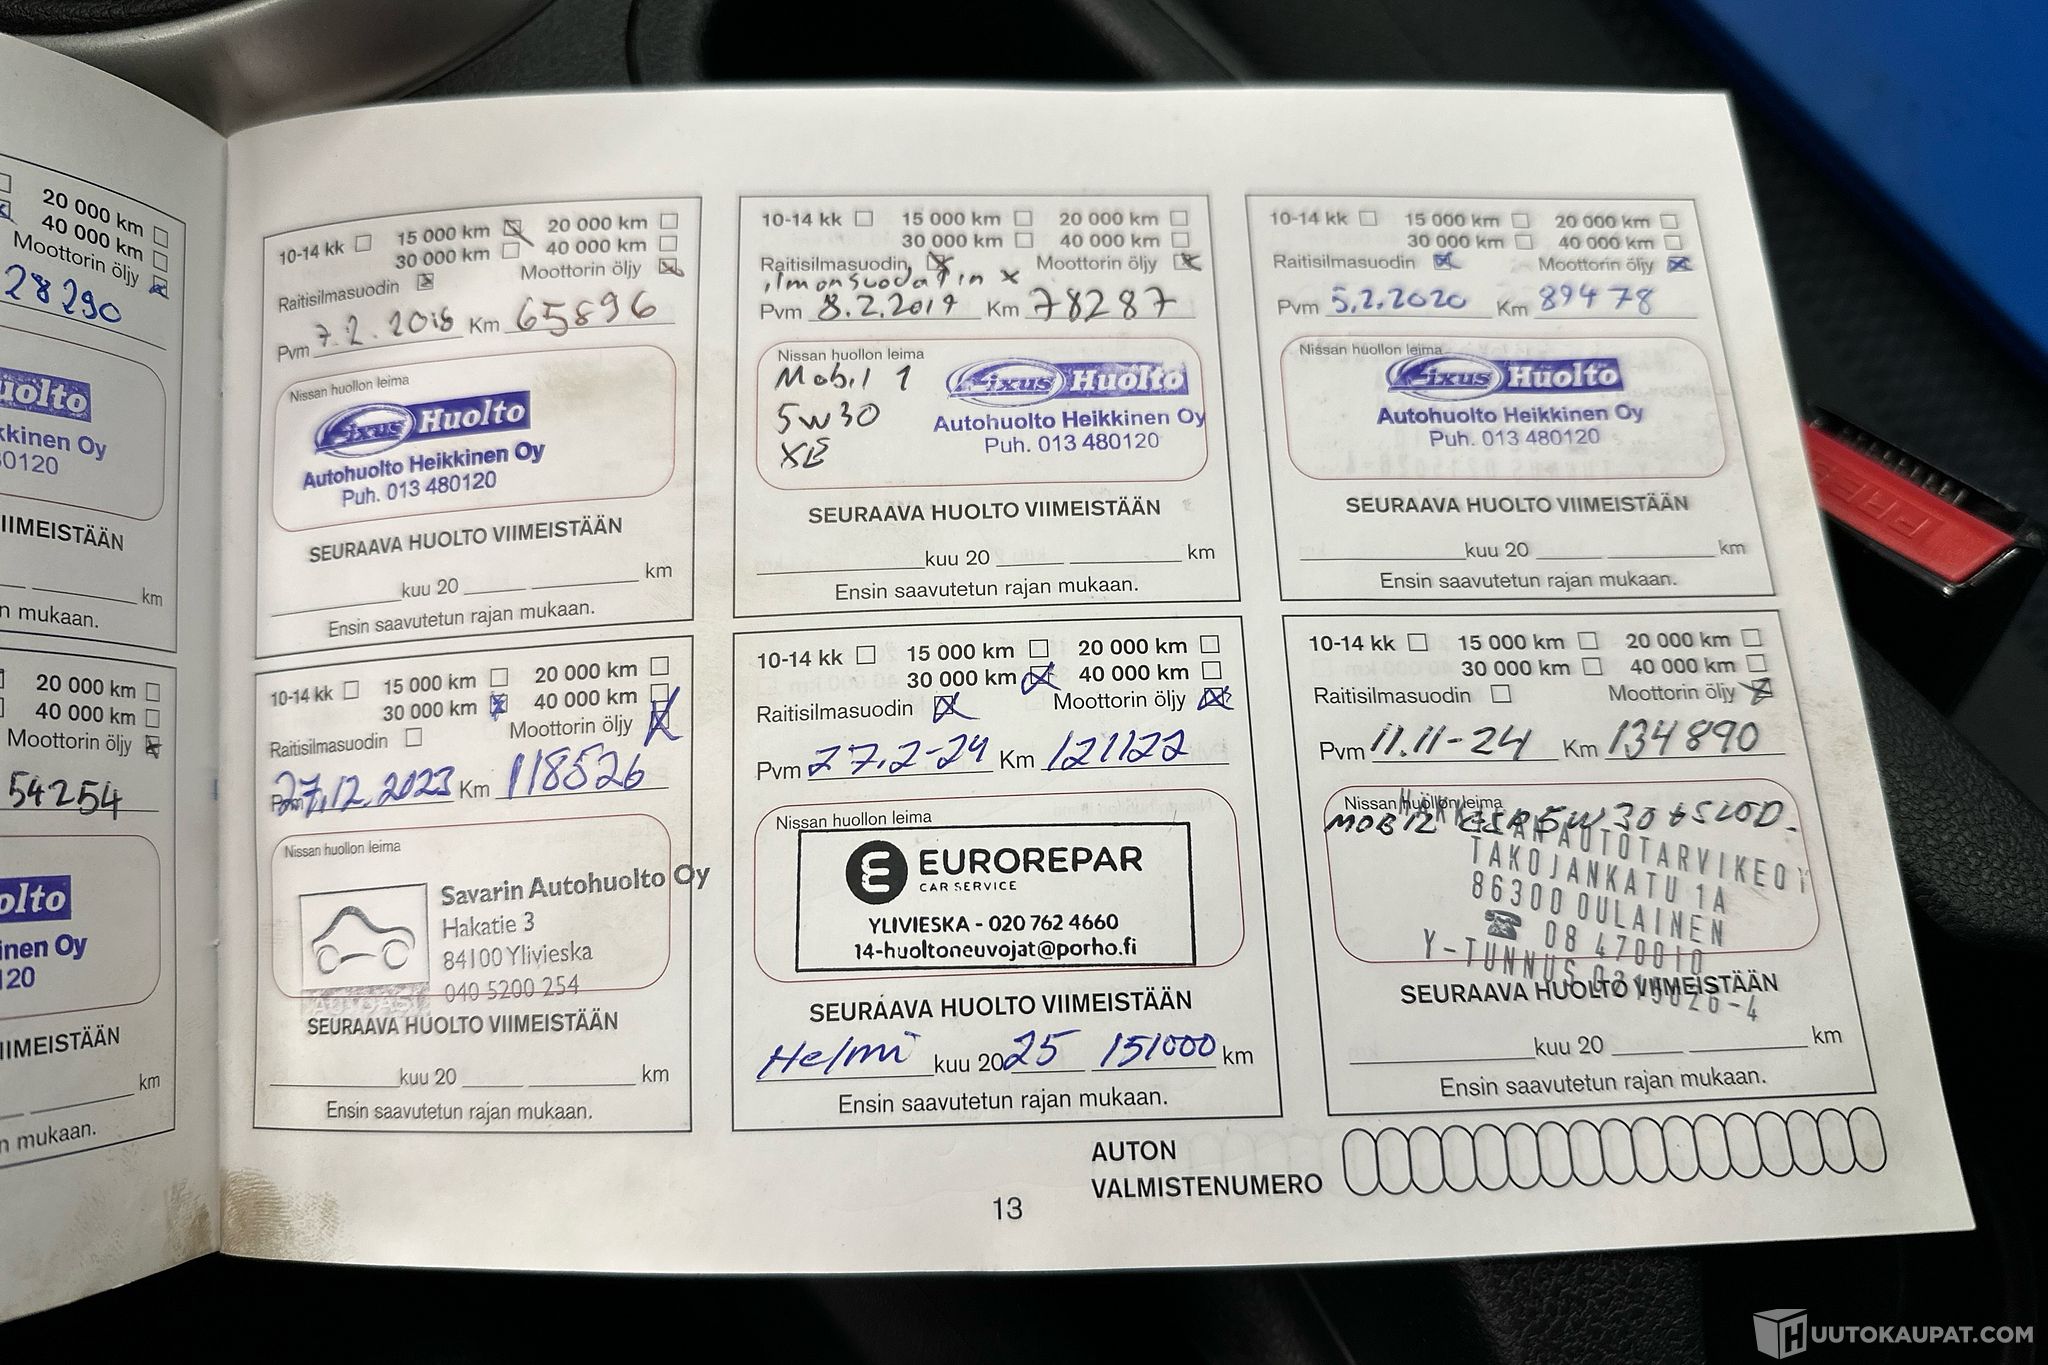 20 000 km
40 000 km
Moottorin öljy
28290
uolto
kkinen Oy
0120
IIMEISTÄÄN
km
n mukaan.
20 000 km
40 000 km
Moottorin öljy
54254
olto
inen Oy
120
IIMEISTÄÄN
km
n mukaan.
10-14 kk 15 000 km 20 000 km
30 000 km 40 000 km
Raitisilmasuodin Moottorin öljy
Pvm 7.2.2018 Km 65896
Nissan huollon leima
Fixus Huolto
Autohuolto Heikkinen Oy
Puh. 013 480120
SEURAAVA HUOLTO VIIMEISTÄÄN
kuu 20 km
Ensin saavutetun rajan mukaan.
10-14 kk 15 000 km 20 000 km
30 000 km 40 000 km
Raitisilmasuodin Moottorin öljy
ilmonsuodatin x
Pvm 8.2.2019 Km 78287
Nissan huollon leima
Mobil 1
5w30
Fixus Huolto
Autohuolto Heikkinen Oy
Puh. 013 480120
SEURAAVA HUOLTO VIIMEISTÄÄN
kuu 20 km
Ensin saavutetun rajan mukaan.
10-14 kk 15 000 km 20 000 km
30 000 km 40 000 km
Raitisilmasuodin Moottorin öljy
Pvm 5.2.2020 Km 89478
Nissan huollon leima
Fixus Huolto
Autohuolto Heikkinen Oy
Puh. 013 480120
SEURAAVA HUOLTO VIIMEISTÄÄN
kuu 20 km
Ensin saavutetun rajan mukaan.
10-14 kk 15 000 km 20 000 km
30 000 km 40 000 km
Raitisilmasuodin Moottorin öljy
Pvm 27.12.2023 Km 118526
Nissan huollon leima
Savarin Autohuolto Oy
Hakatie 3
84100 Ylivieska
040 5200 254
AUTOASI
SEURAAVA HUOLTO VIIMEISTÄÄN
kuu 20 km
Ensin saavutetun rajan mukaan.
10-14 kk 15 000 km 20 000 km
30 000 km 40 000 km
Raitisilmasuodin Moottorin öljy
Pvm 27.2-24 Km 121122
Nissan huollon leima
EUROREPAR
CAR SERVICE
YLIVIESKA - 020 762 4660
14-huoltoneuvojat@porho.fi
SEURAAVA HUOLTO VIIMEISTÄÄN
Helmi kuu 2025 151000 km
Ensin saavutetun rajan mukaan.
10-14 kk 15 000 km 20 000 km
30 000 km 40 000 km
Raitisilmasuodin Moottorin öljy
Pvm 11.11-24 Km 134890
Nissan huollon leima
MOBIL ESP 5W30
AUTOTARVIKE OY
TAKOJANKATU 1A
86300 OULAINEN
08 470010
Y-TUNNUS
SEURAAVA HUOLTO VIIMEISTÄÄN
kuu 20 km
Ensin saavutetun rajan mukaan.
AUTON
VALMISTENUMERO
13
PRESS
HUUTOKAUPAT.COM